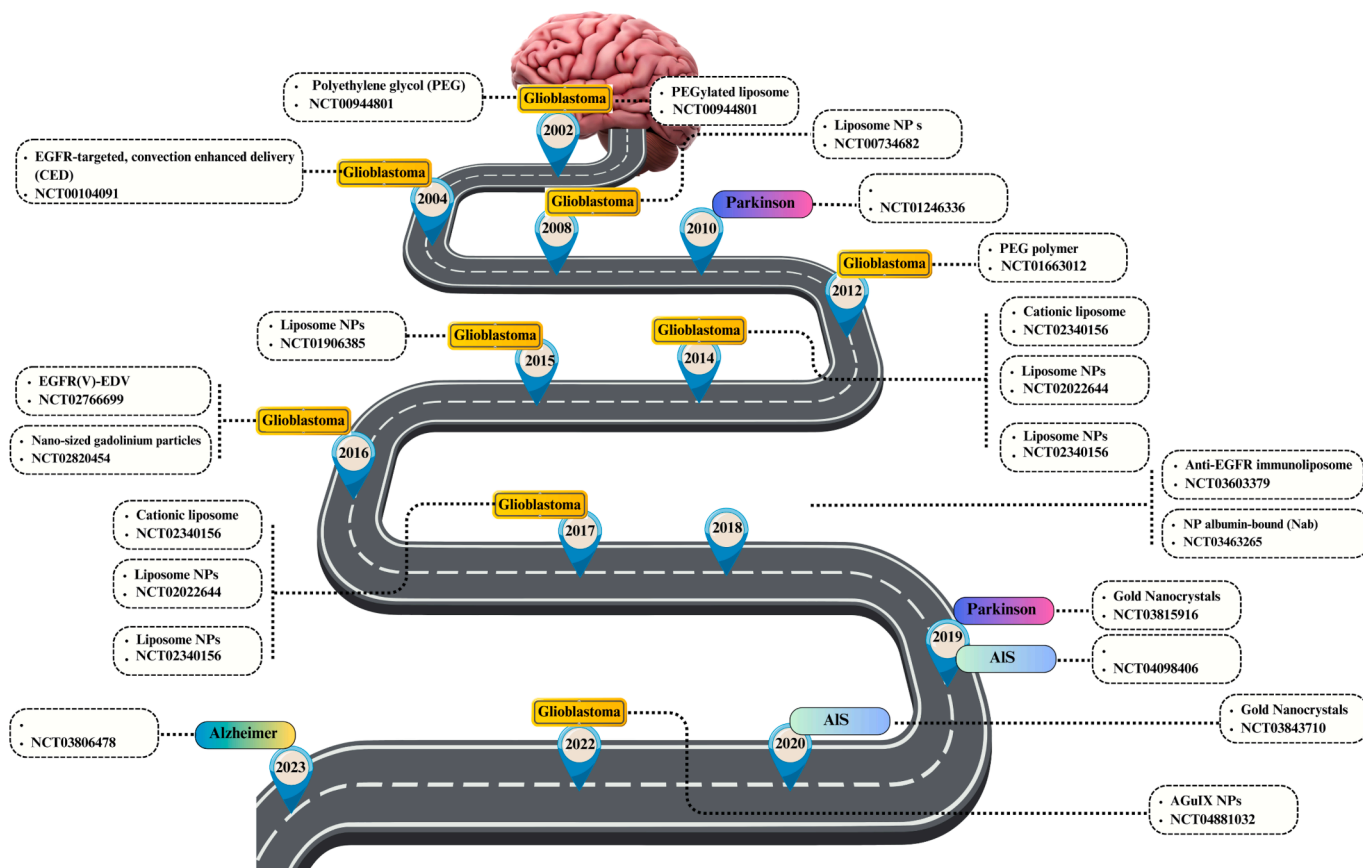 • Polyethylene glycol (PEG)
• NCT00944801
Glioblastoma
• PEGylated liposome
• NCT00944801
2002
• Liposome NP s
• NCT00734682
• EGFR-targeted, convection enhanced delivery
(CED)
• NCT00104091
Glioblastoma
2004
Glioblastoma
2008
Parkinson
2010
•
• NCT01246336
• PEG polymer
• NCT01663012
Glioblastoma
2012
• Liposome NPs
• NCT01906385
Glioblastoma
2015
Glioblastoma
2014
• Cationic liposome
• NCT02340156
• Liposome NPs
• NCT02022644
• Liposome NPs
• NCT02340156
• EGFR(V)-EDV
• NCT02766699
• Nano-sized gadolinium particles
• NCT02820454
Glioblastoma
2016
• Anti-EGFR immunoliposome
• NCT03603379
• NP albumin-bound (Nab)
• NCT03463265
Glioblastoma
2017
2018
• Cationic liposome
• NCT02340156
• Liposome NPs
• NCT02022644
• Liposome NPs
• NCT02340156
Parkinson
• Gold Nanocrystals
• NCT03815916
2019
AlS
•
• NCT04098406
•
• NCT03806478
Alzheimer
2023
Glioblastoma
2022
AlS
2020
• Gold Nanocrystals
• NCT03843710
• AGuIX NPs
• NCT04881032